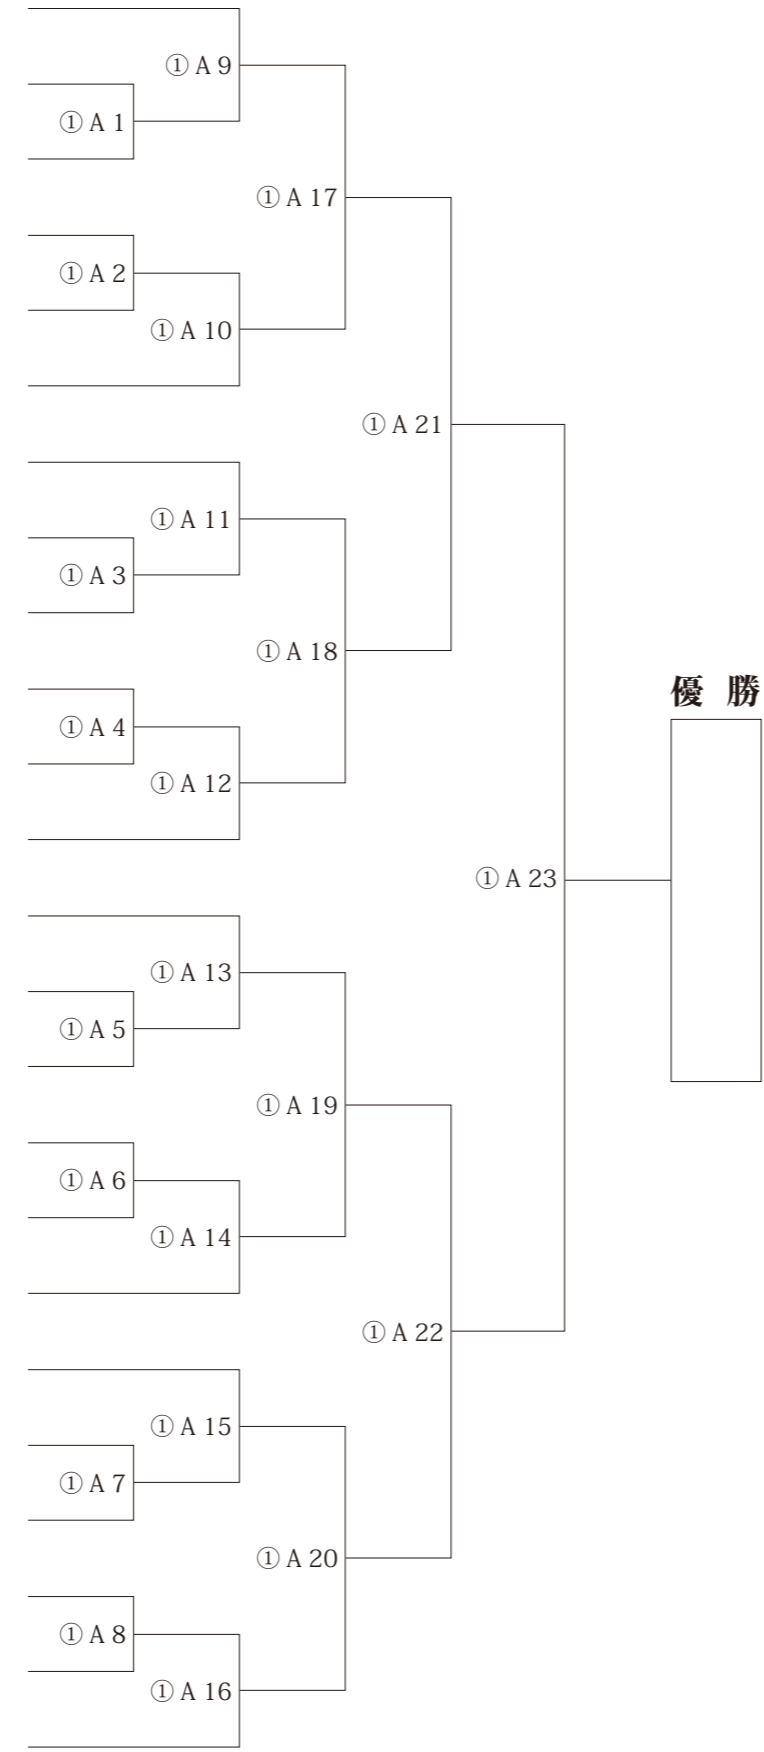 ① A 9
① A 1
① A 17
① A 2
① A 10
① A 21
① A 11
① A 3
① A 18
優 勝
① A 4
① A 12
① A 23
① A 13
① A 5
① A 19
① A 6
① A 14
① A 22
① A 15
① A 7
① A 20
① A 8
① A 16